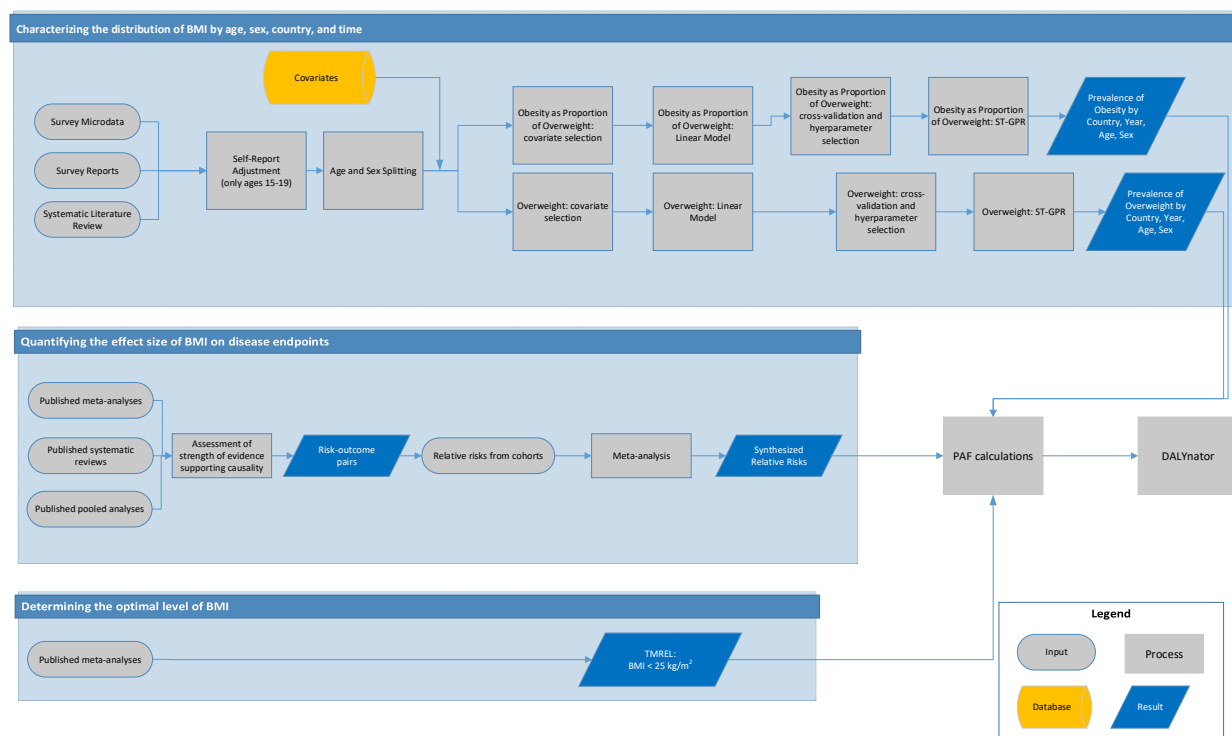 Characterizing the distribution of BMI by age, sex, country, and time
Covariates
Survey Microdata
Survey Reports
Systematic Literature
Review
Self-Report
Adjustment
(only ages 15-19)
Age and Sex Splitting
Obesity as Proportion
of Overweight:
covariate selection
Obesity as Proportion
of Overweight:
Linear Model
Obesity as Proportion
of Overweight:
cross-validation and
hyerparameter
selection
Obesity as Proportion
of Overweight: ST-GPR
Prevalence of
Obesity by
Country, Year,
Age, Sex
Overweight: covariate
selection
Overweight: Linear
Model
Overweight: cross-
validation and
hyerparameter
selection
Overweight: ST-GPR
Prevalence of
Overweight by
Country, Year,
Age, Sex
Quantifying the effect size of BMI on disease endpoints
Published meta-analyses
Published systematic
reviews
Published pooled analyses
Assessment of
strength of evidence
supporting causality
Risk-outcome
pairs
Relative risks from cohorts
Meta-analysis
Synthesized
Relative Risks
PAF calculations
DALYnator
Determining the optimal level of BMI
Published meta-analyses
TMREL:
BMI < 25 kg/m²
Legend
Input
Process
Database
Result